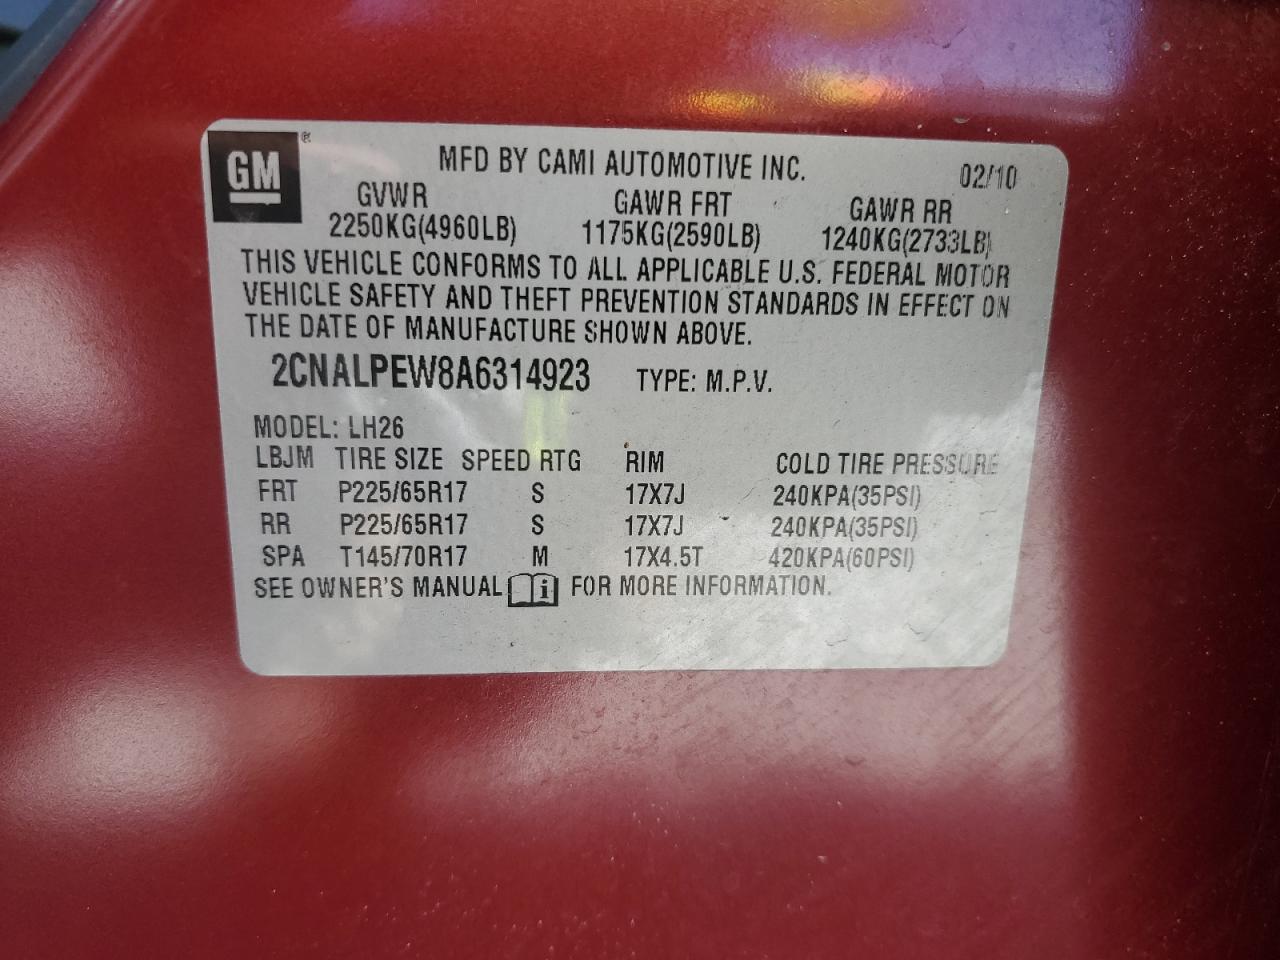 GM ®
MFD BY CAMI AUTOMOTIVE INC. 02/10
GVWR GAWR FRT GAWR RR
2250KG(4960LB) 1175KG(2590LB) 1240KG(2733LB)
THIS VEHICLE CONFORMS TO ALL APPLICABLE U.S. FEDERAL MOTOR
VEHICLE SAFETY AND THEFT PREVENTION STANDARDS IN EFFECT ON
THE DATE OF MANUFACTURE SHOWN ABOVE.
2CNALPEW8A6314923 TYPE: M.P.V.
MODEL: LH26
LBJM TIRE SIZE SPEED RTG RIM COLD TIRE PRESSURE
FRT P225/65R17 S 17X7J 240KPA(35PSI)
RR P225/65R17 S 17X7J 240KPA(35PSI)
SPA T145/70R17 M 17X4.5T 420KPA(60PSI)
SEE OWNER'S MANUAL i FOR MORE INFORMATION.